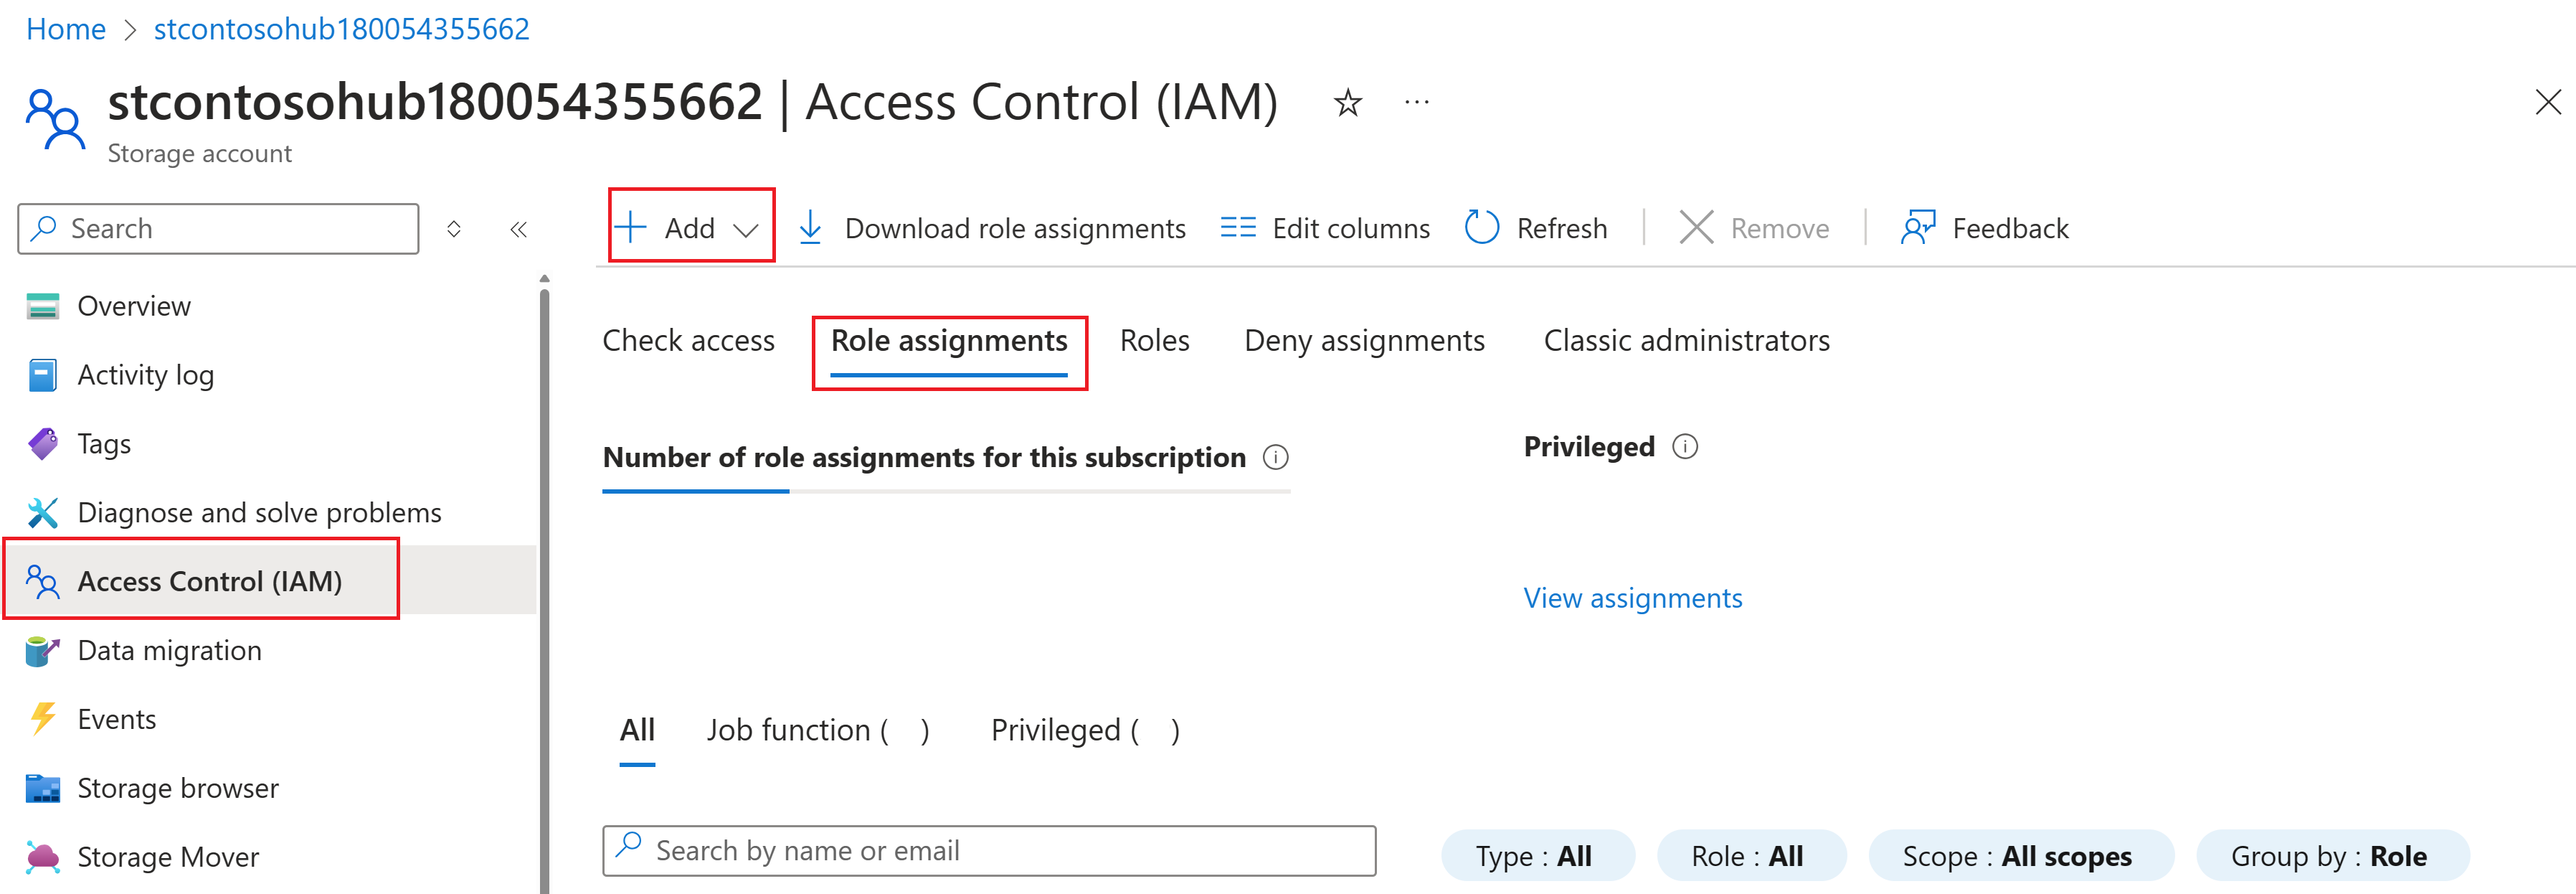 Home > stcontosohub180054355662
stcontosohub180054355662 | Access Control (IAM) ☆ ···
Storage account
Search
Add
Download role assignments
Edit columns
Refresh
Remove
Feedback
Overview
Activity log
Tags
Diagnose and solve problems
Access Control (IAM)
Data migration
Events
Storage browser
Storage Mover
Check access
Role assignments
Roles
Deny assignments
Classic administrators
Number of role assignments for this subscription
Privileged
View assignments
All
Job function ( )
Privileged ( )
Search by name or email
Type : All
Role : All
Scope : All scopes
Group by : Role